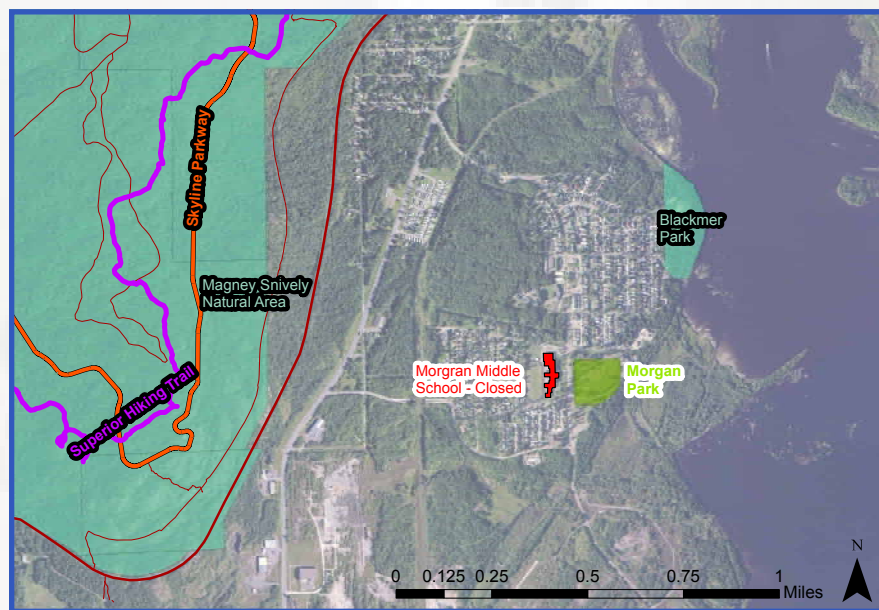 Skyline Parkway
Blackmer
Park
Magney Snively
Natural Area
Morgran Middle
School - Closed
Morgan
Park
Superior Hiking Trail
N
0 0.125 0.25 0.5 0.75 1
Miles